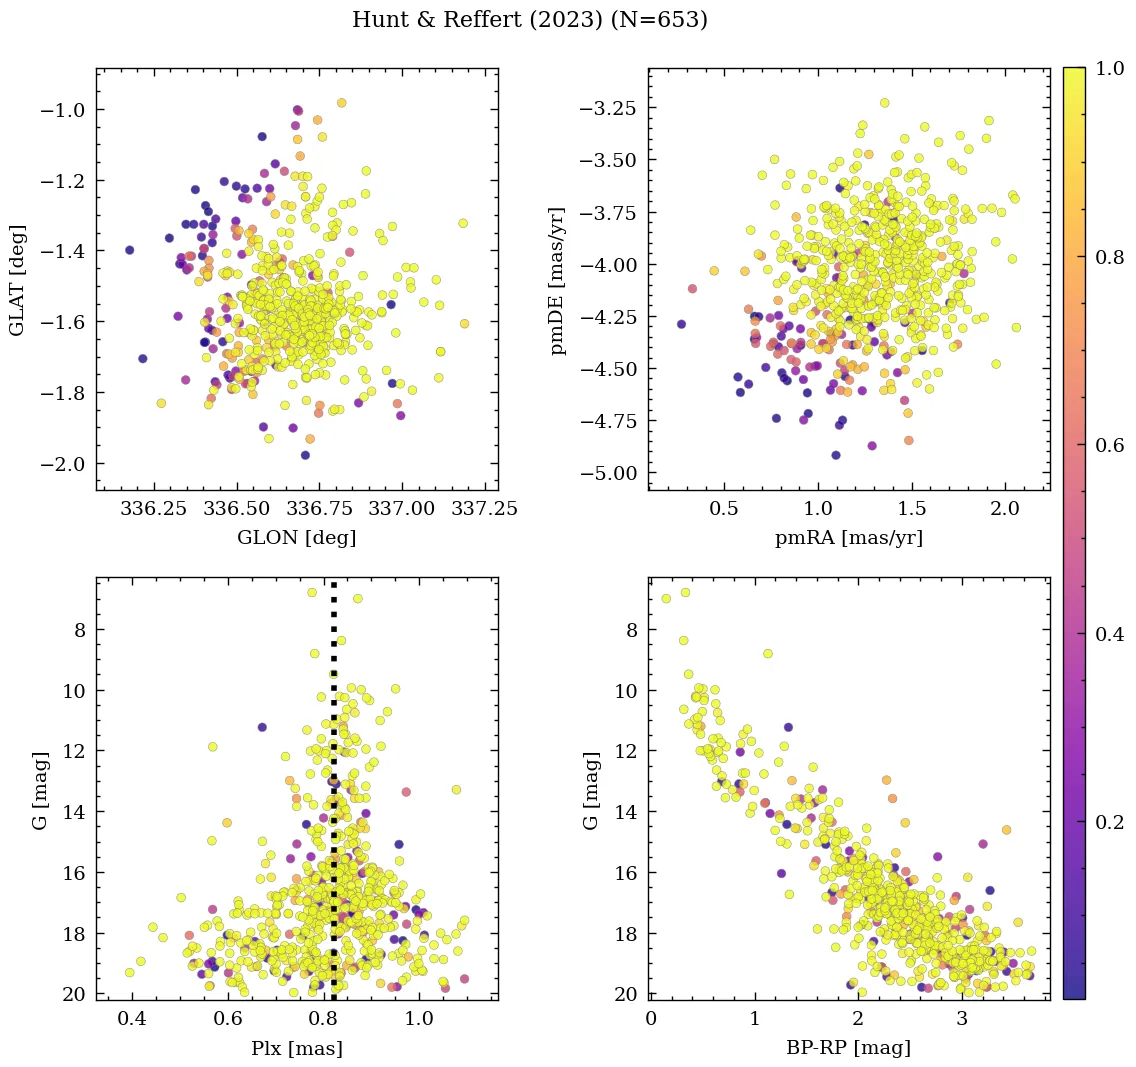 Hunt & Reffert (2023) (N=653)
−1.0
−1.2
−1.4
−1.6
−1.8
−2.0
GLAT [deg]
336.25 336.50 336.75 337.00 337.25
GLON [deg]
−3.25
−3.50
−3.75
−4.00
−4.25
−4.50
−4.75
−5.00
pmDE [mas/yr]
0.5 1.0 1.5 2.0
pmRA [mas/yr]
8
10
12
14
16
18
20
G [mag]
0.4 0.6 0.8 1.0
Plx [mas]
8
10
12
14
16
18
20
G [mag]
0 1 2 3
BP-RP [mag]
1.0
0.8
0.6
0.4
0.2